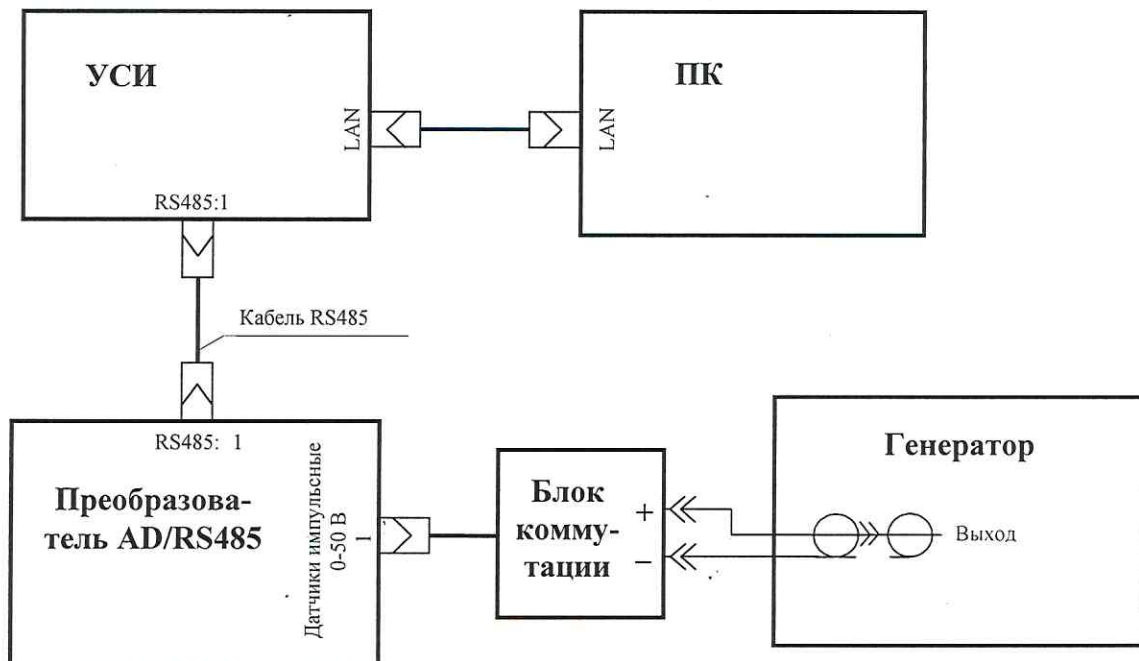 УСИ
ПК
LAN
LAN
RS485:1
Кабель RS485
RS485: 1
Преобразова-
тель AD/RS485
Датчики импульсные
0-50 В
1
Блок
комму-
тации
+
−
Генератор
Выход